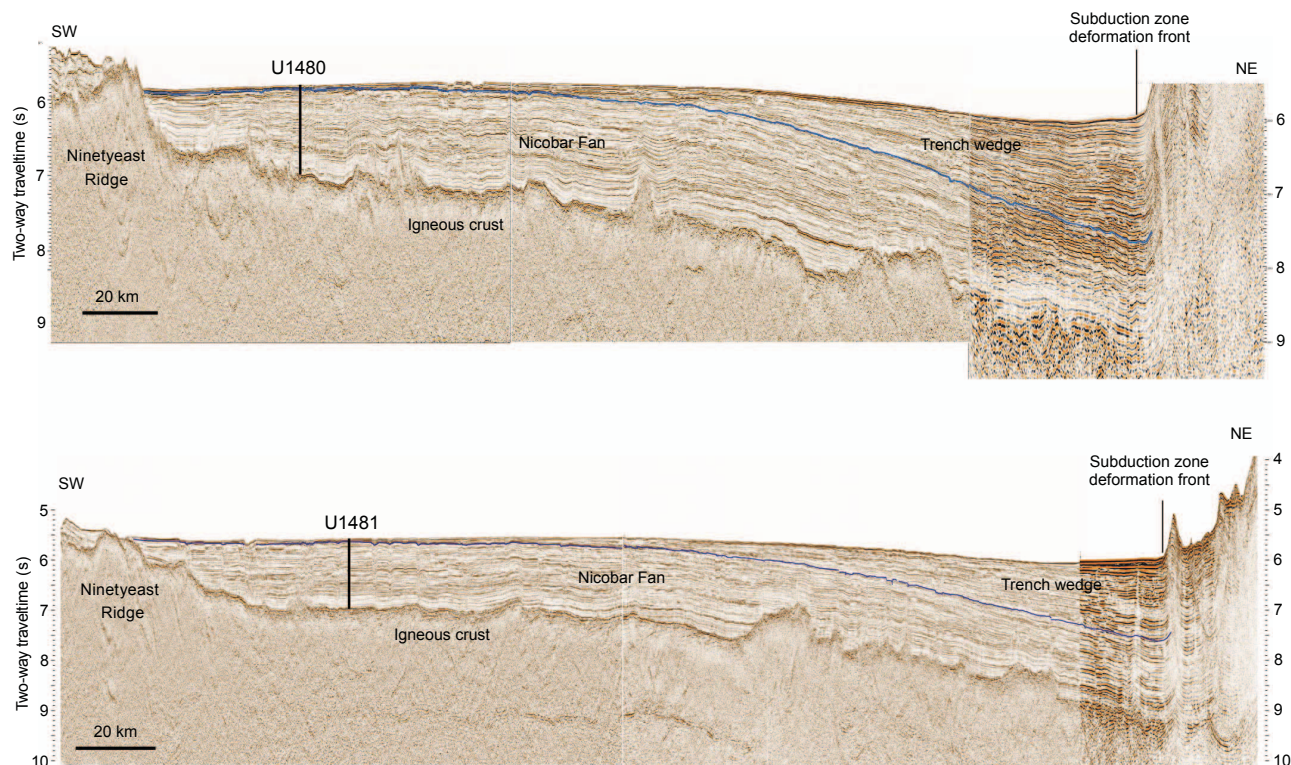 SW
Subduction zone
deformation front
NE
U1480
6
7
8
9
Two-way traveltime (s)
Ninetyeast
Ridge
Nicobar Fan
Trench wedge
Igneous crust
20 km
6
7
8
9
SW
Subduction zone
deformation front
NE
U1481
5
6
7
8
9
10
Two-way traveltime (s)
Ninetyeast
Ridge
Nicobar Fan
Trench wedge
Igneous crust
20 km
4
5
6
7
8
9
10